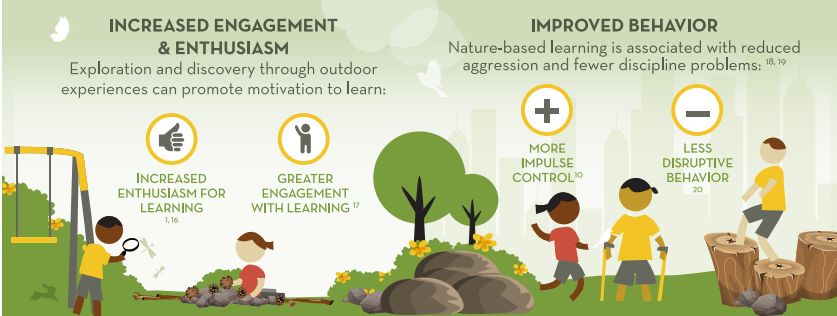 INCREASED ENGAGEMENT
& ENTHUSIASM
Exploration and discovery through outdoor
experiences can promote motivation to learn:
INCREASED
ENTHUSIASM FOR
LEARNING
1, 16
GREATER
ENGAGEMENT
WITH LEARNING 17
IMPROVED BEHAVIOR
Nature-based learning is associated with reduced
aggression and fewer discipline problems: 18, 19
MORE
IMPULSE
CONTROL10
LESS
DISRUPTIVE
BEHAVIOR
20